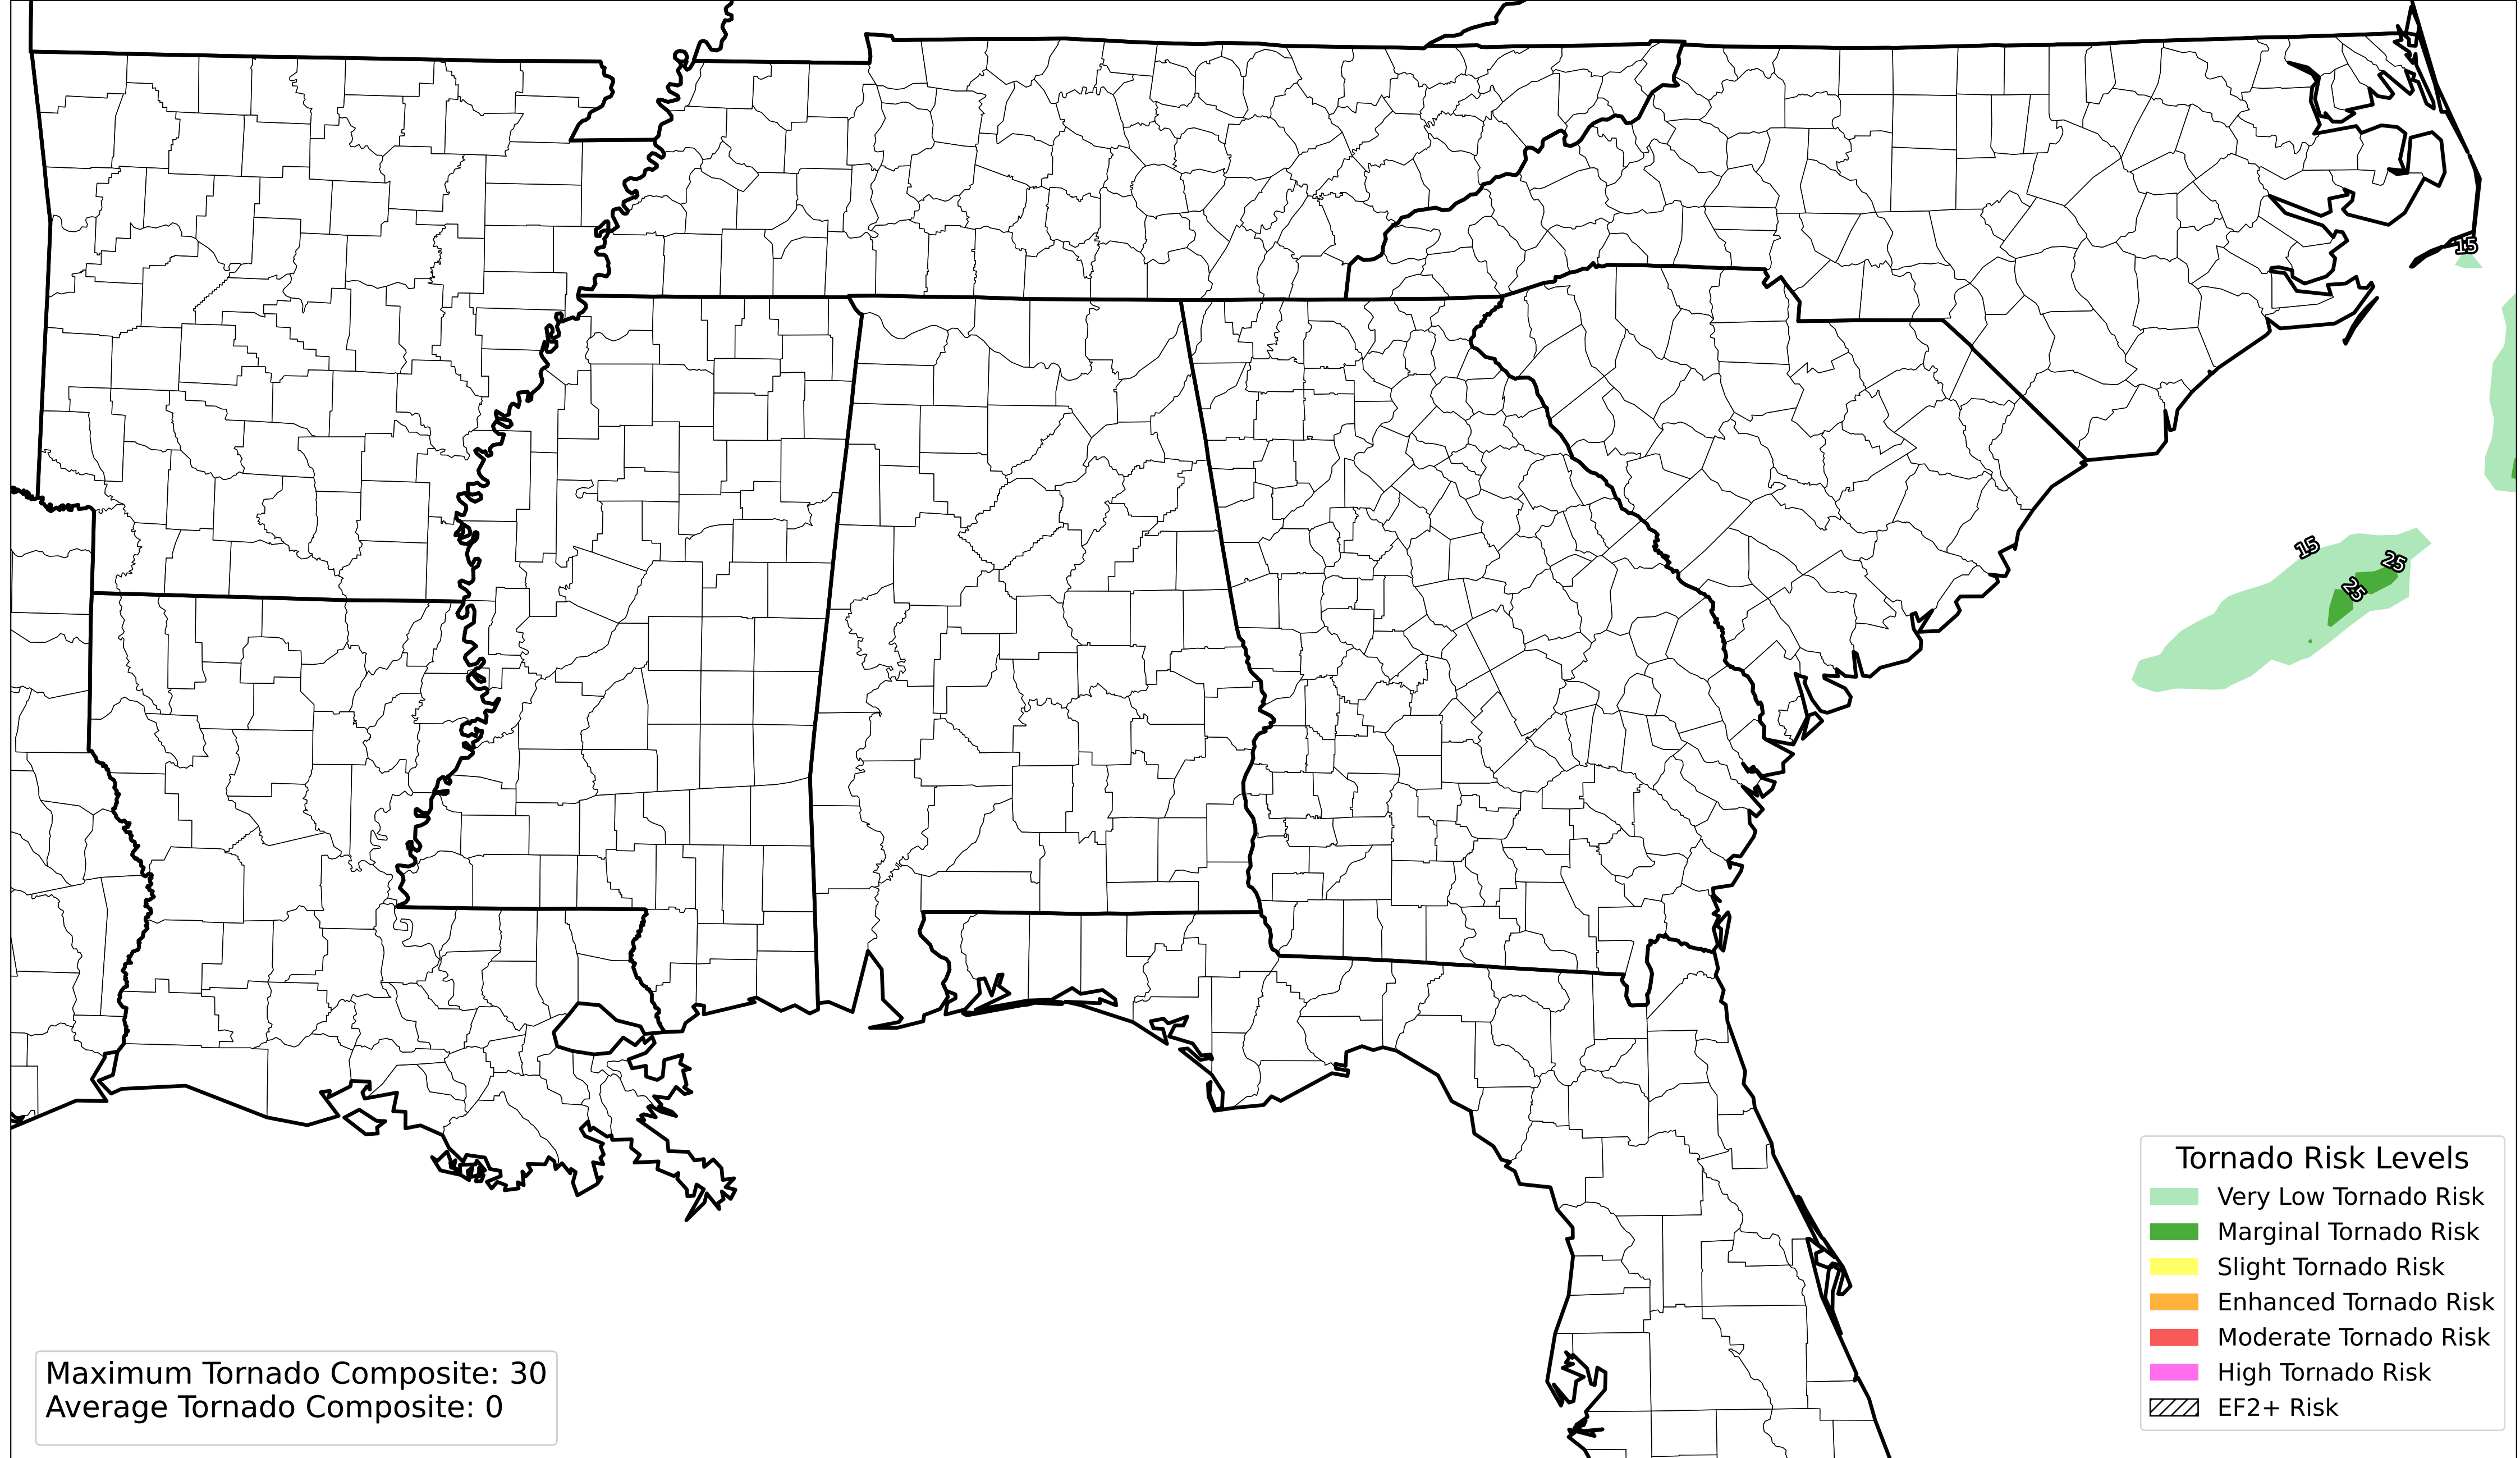 15
15
25
25
Tornado Risk Levels
Very Low Tornado Risk
Marginal Tornado Risk
Slight Tornado Risk
Enhanced Tornado Risk
Moderate Tornado Risk
High Tornado Risk
EF2+ Risk
Maximum Tornado Composite: 30
Average Tornado Composite: 0